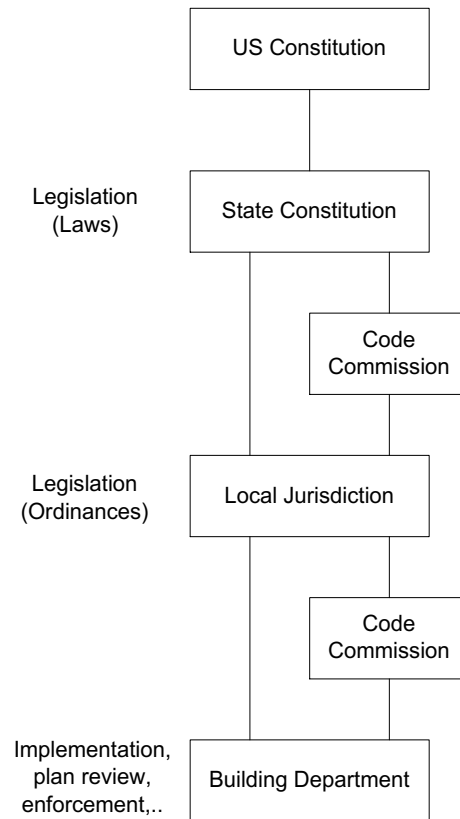 US Constitution
Legislation
(Laws)
State Constitution
Code
Commission
Legislation
(Ordinances)
Local Jurisdiction
Code
Commission
Implementation,
plan review,
enforcement,..
Building Department